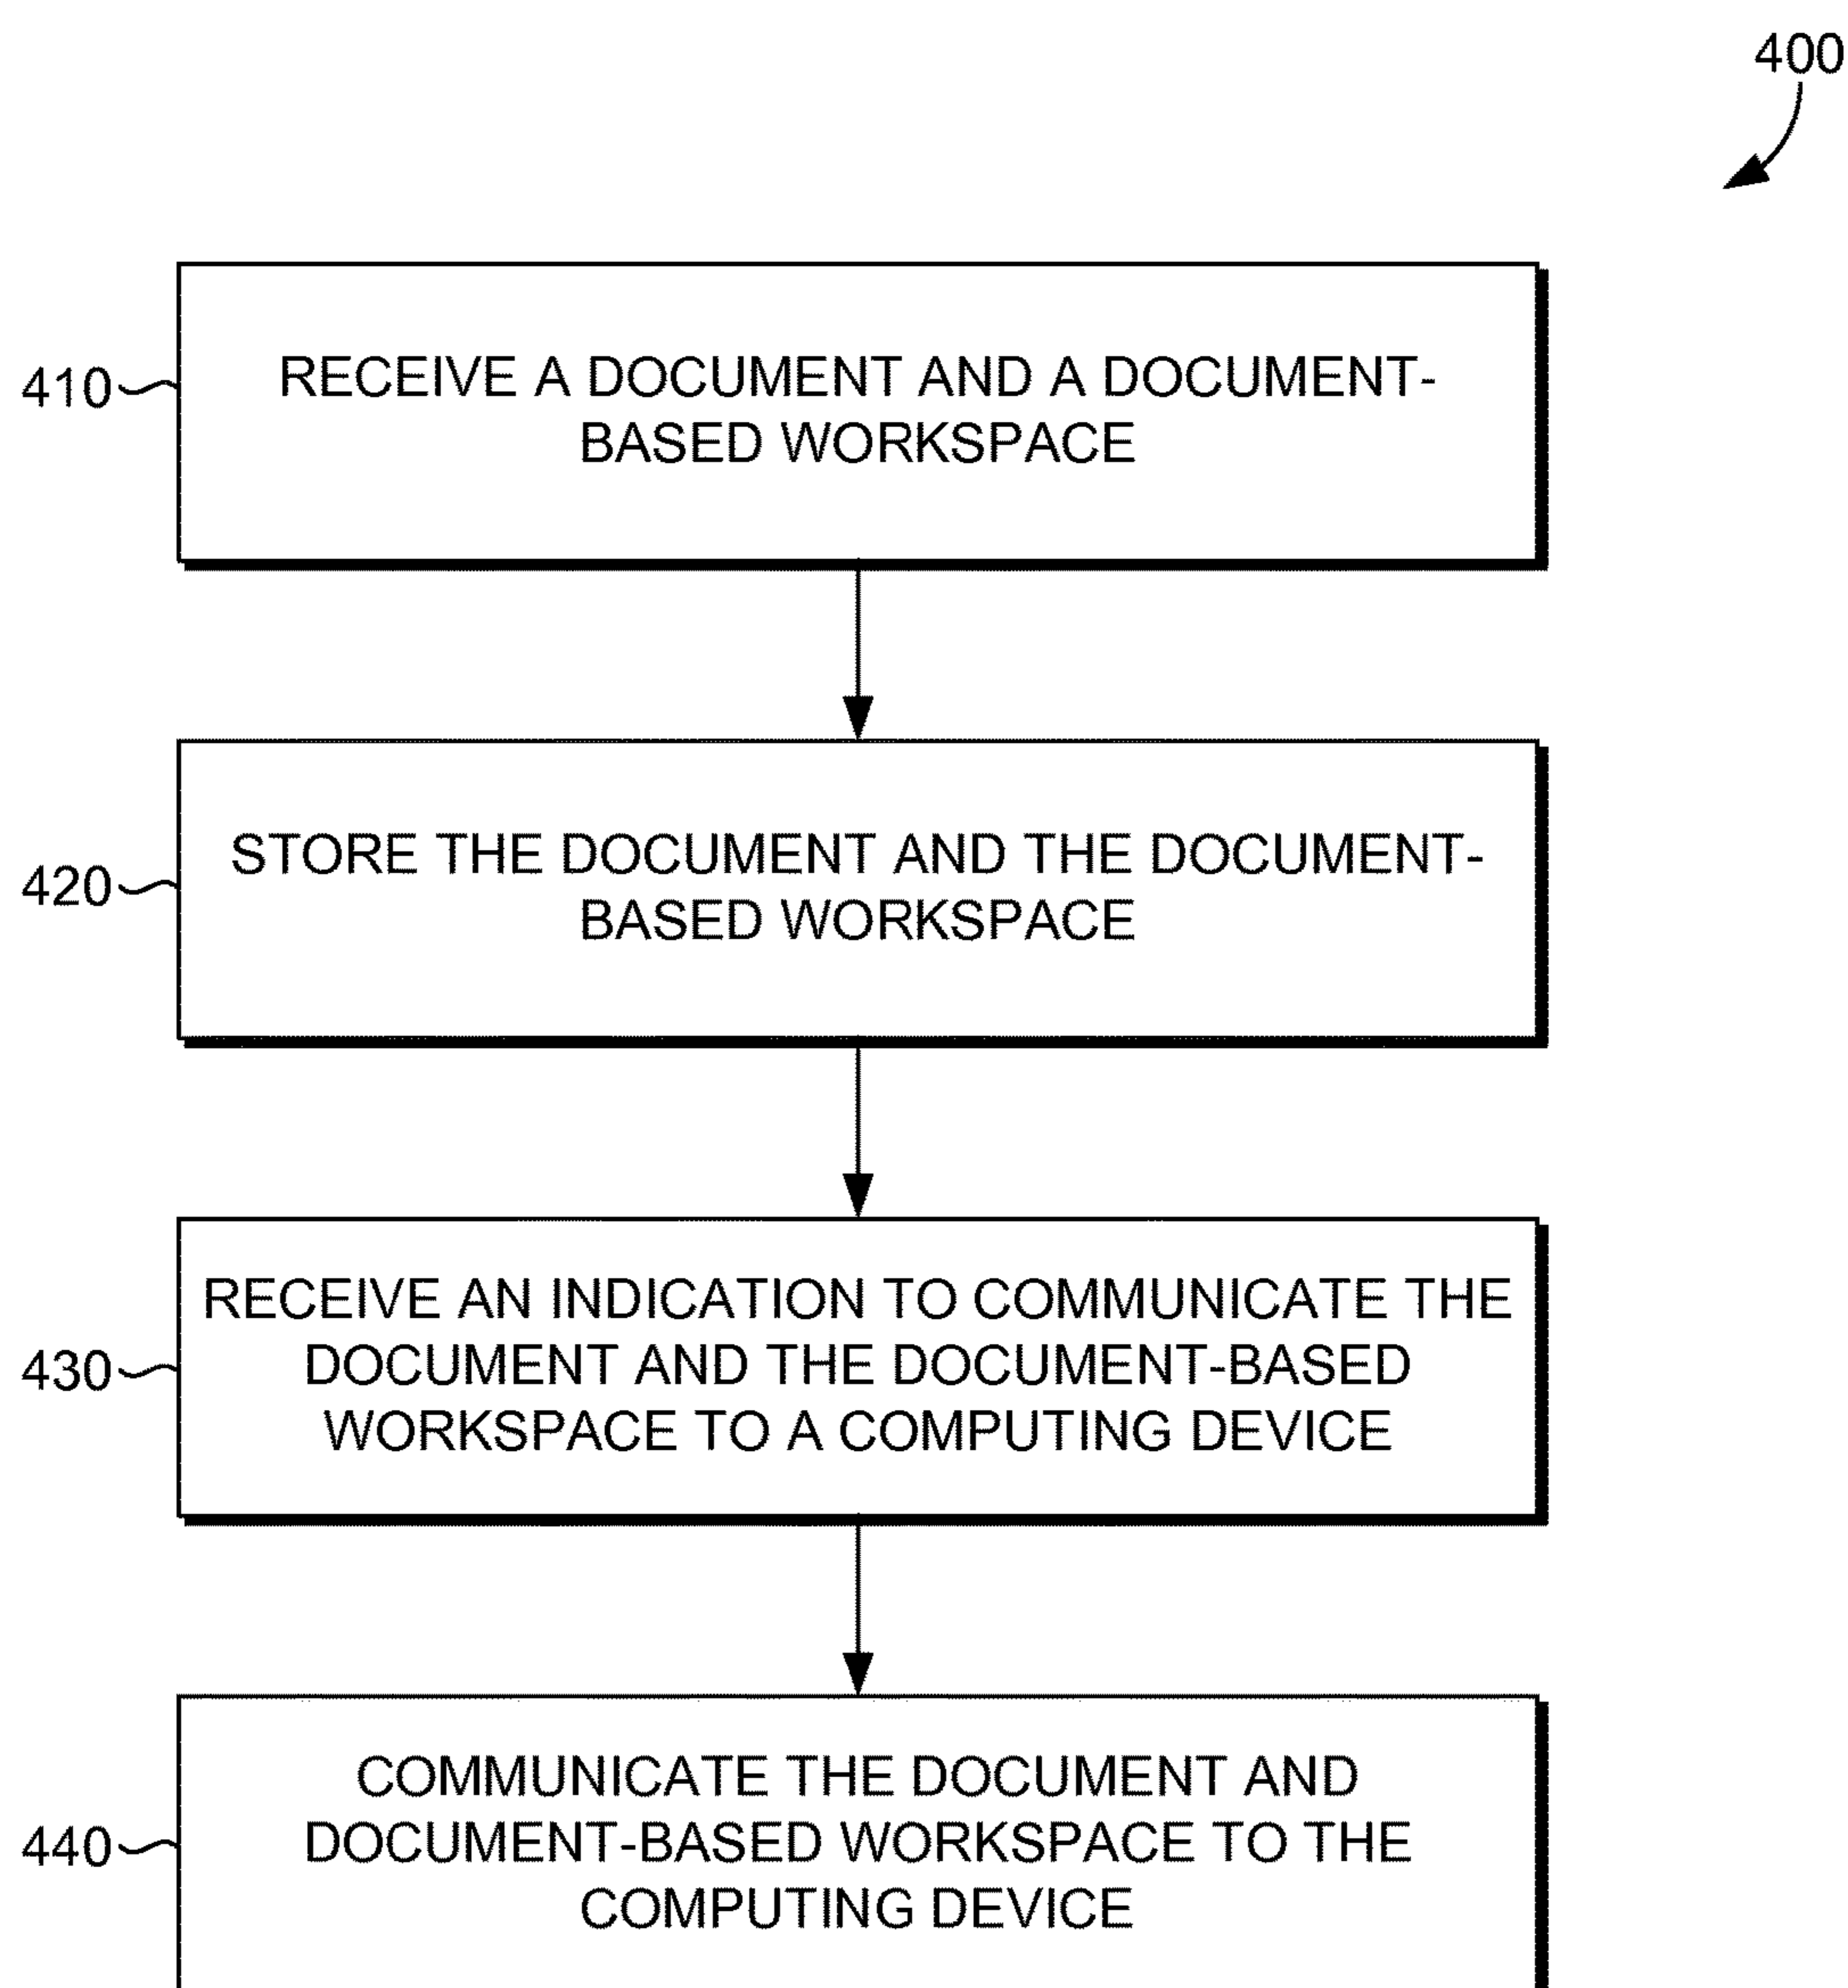 400
410
RECEIVE A DOCUMENT AND A DOCUMENT-
BASED WORKSPACE
420
STORE THE DOCUMENT AND THE DOCUMENT-
BASED WORKSPACE
430
RECEIVE AN INDICATION TO COMMUNICATE THE
DOCUMENT AND THE DOCUMENT-BASED
WORKSPACE TO A COMPUTING DEVICE
440
COMMUNICATE THE DOCUMENT AND
DOCUMENT-BASED WORKSPACE TO THE
COMPUTING DEVICE